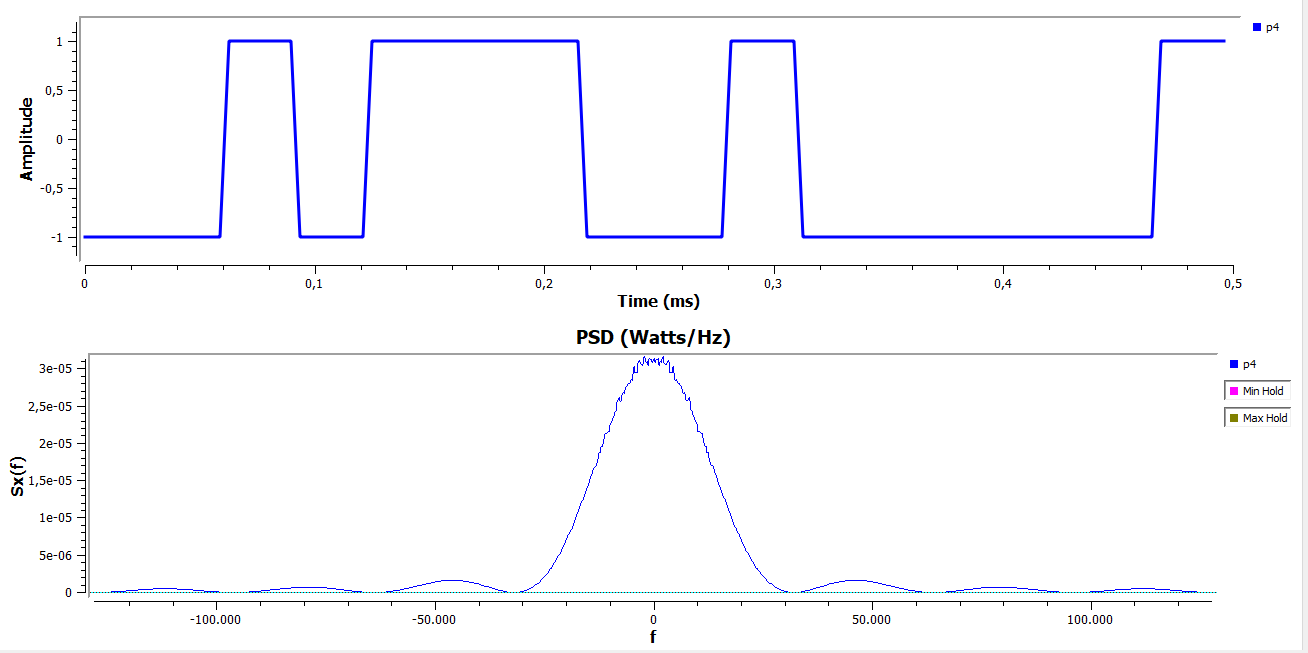 p4
1
0,5
0
-0,5
-1
Amplitude
0 0,1 0,2 0,3 0,4 0,5
Time (ms)
PSD (Watts/Hz)
p4
Min Hold
Max Hold
3e-05
2,5e-05
2e-05
1,5e-05
1e-05
5e-06
0
Sx(f)
-100.000 -50.000 0 50.000 100.000
f